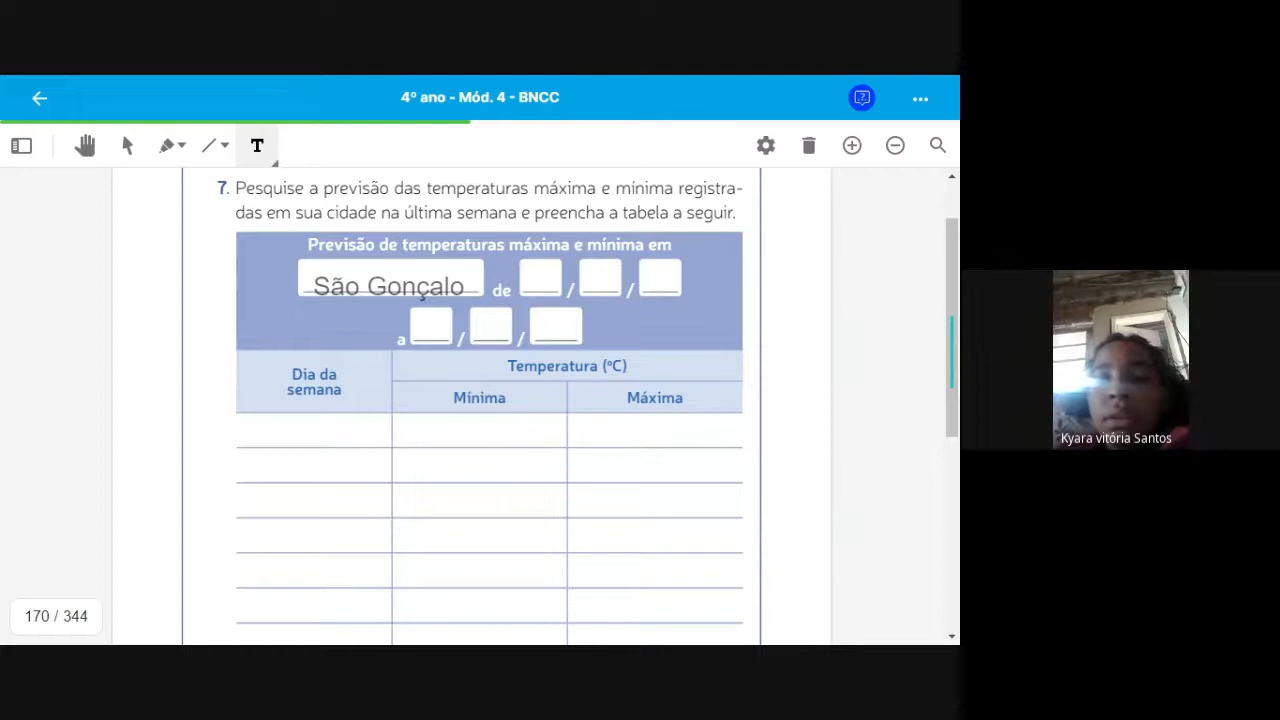 4º ano - Mód. 4 - BNCC
T
7. Pesquise a previsão das temperaturas máxima e mínima registra-
das em sua cidade na última semana e preencha a tabela a seguir.
Previsão de temperaturas máxima e mínima em
São Gonçalo de / /
a / /
Dia da
semana
Temperatura (ºC)
Mínima Máxima
170 / 344
Kyara vitória Santos